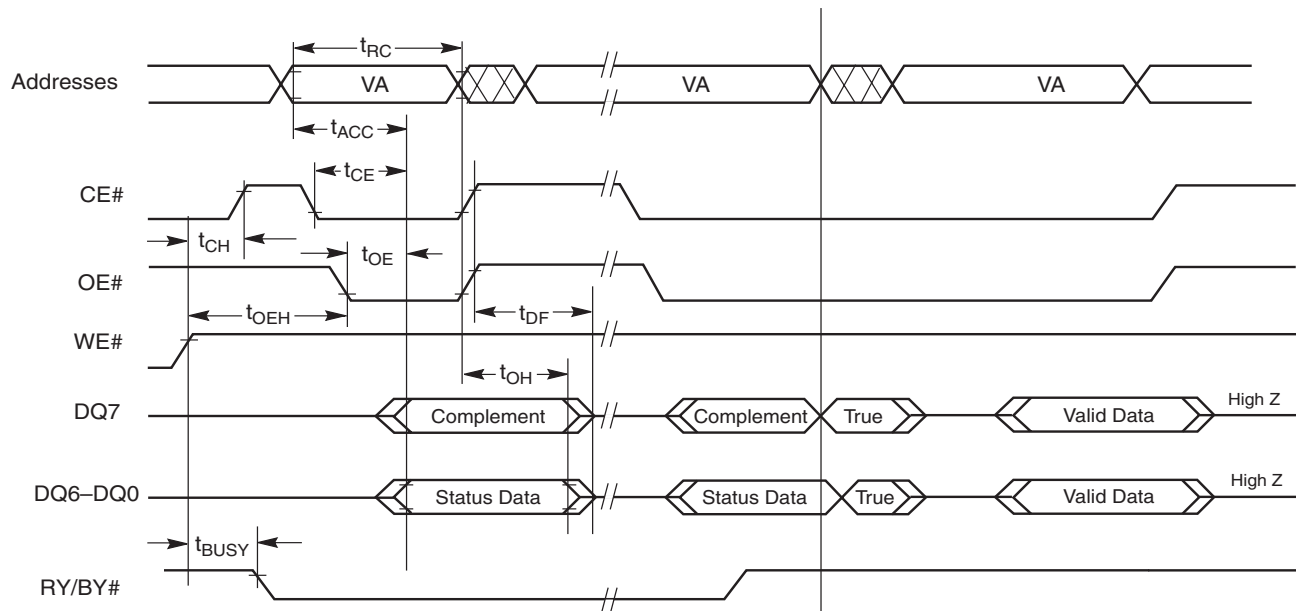 tRC
Addresses VA VA VA
tACC
tCE
CE#
tCH tOE
OE#
tOEH tDF
WE#
tOH
DQ7 Complement Complement True Valid Data High Z
DQ6–DQ0 Status Data Status Data True Valid Data High Z
tBUSY
RY/BY#